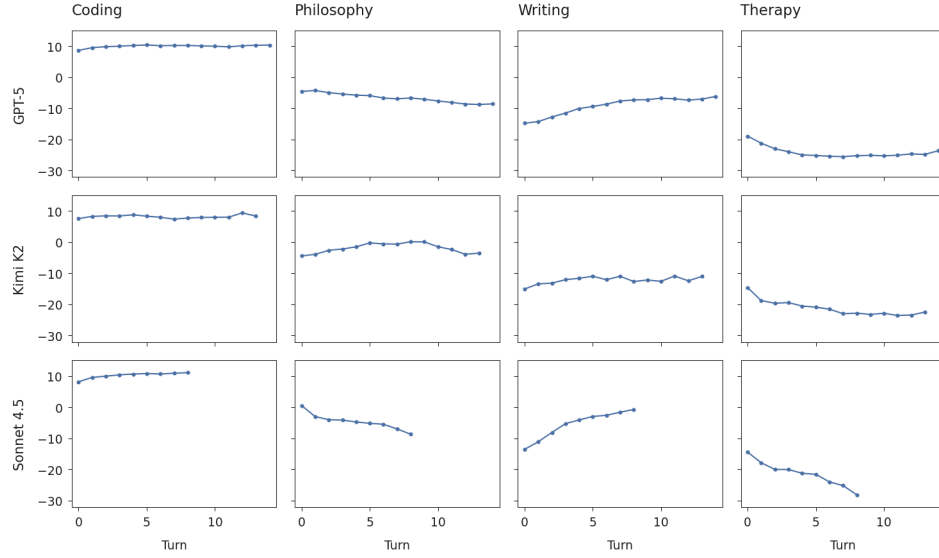 Coding Philosophy Writing Therapy
10
0
−10
−20
−30
GPT-5
10
0
−10
−20
−30
Kimi K2
10
0
−10
−20
−30
Sonnet 4.5
0 5 10 0 5 10 0 5 10 0 5 10
Turn Turn Turn Turn